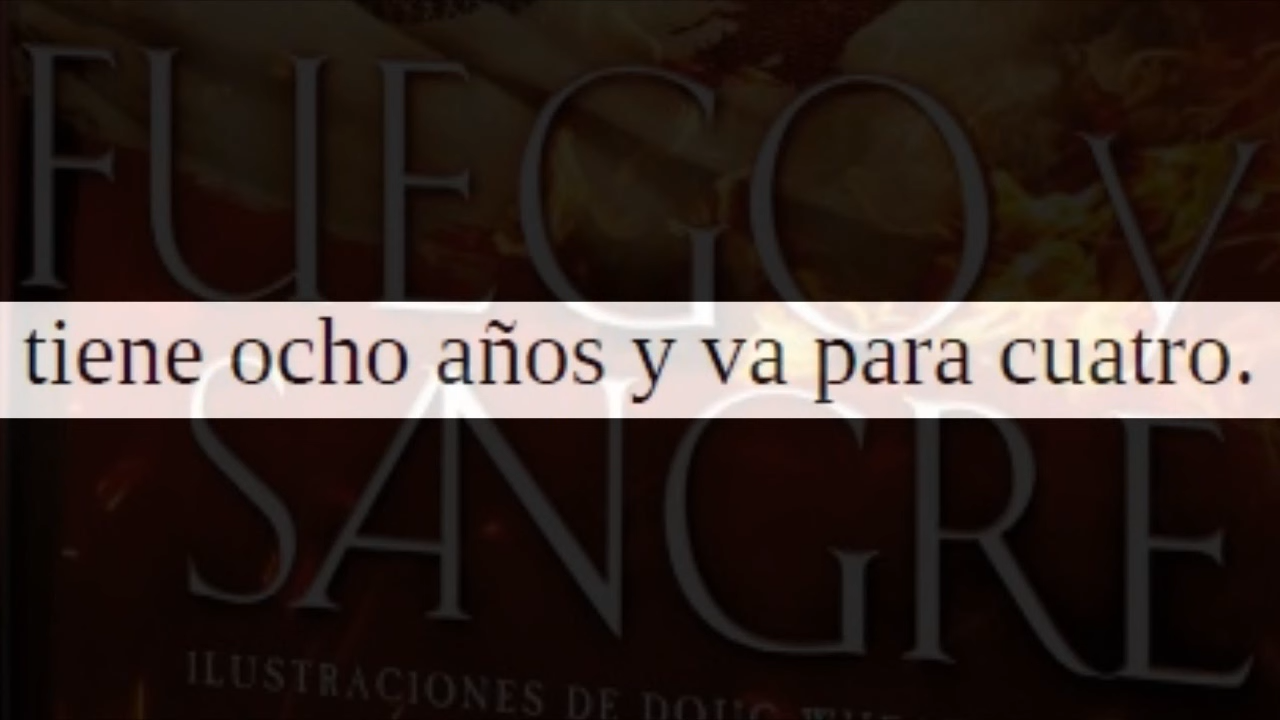 FUEGO Y
tiene ocho años y va para cuatro.
SANGRE
ILUSTRACIONES DE DOUG